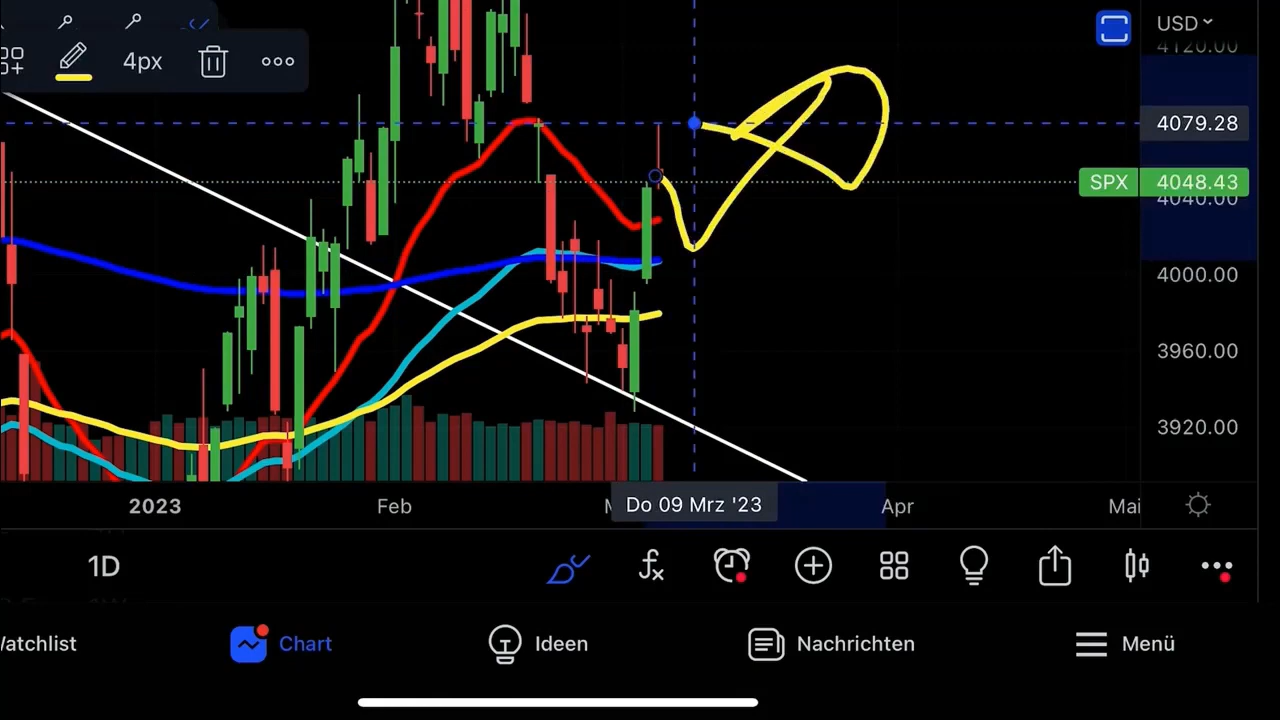 USD
4120.00
4px
4079.28
SPX 4048.43
4040.00
4000.00
3960.00
3920.00
2023 Feb M Do 09 Mrz '23 Apr Mai
1D
Watchlist Chart Ideen Nachrichten Menü